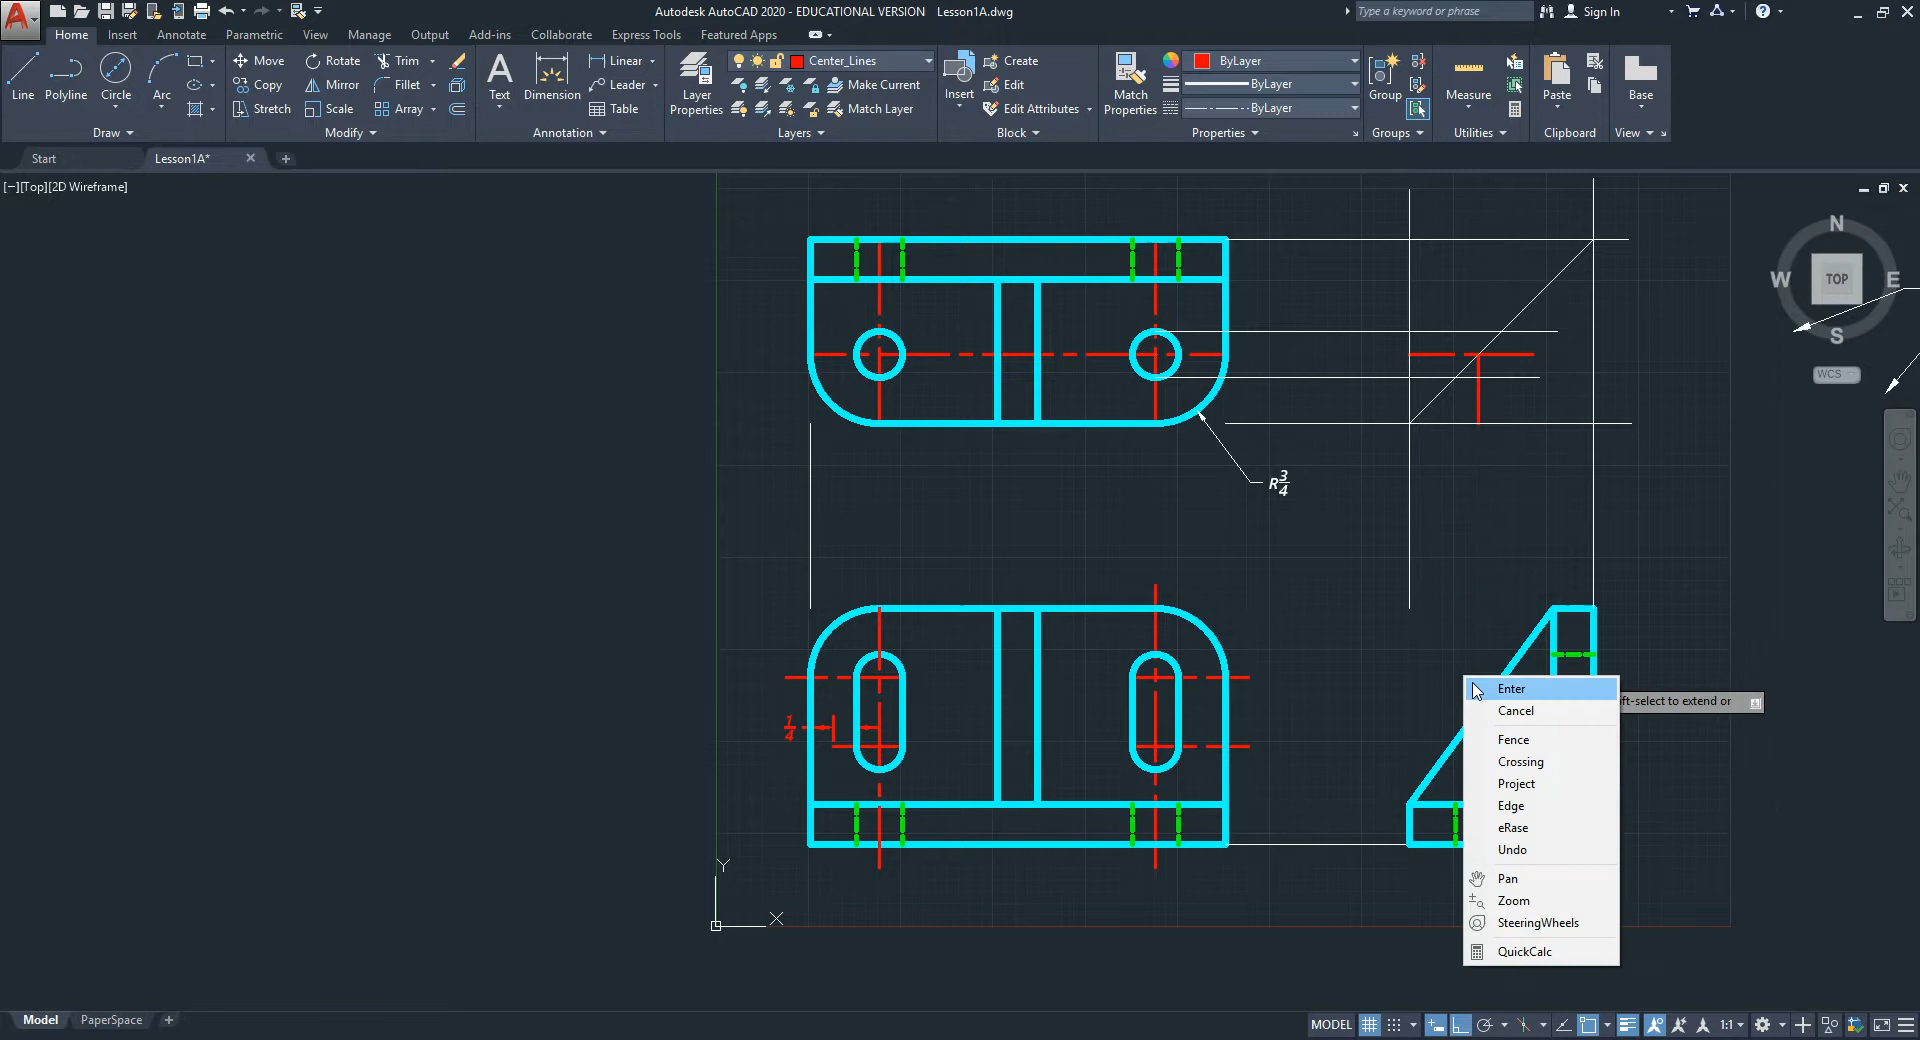 Autodesk AutoCAD 2020 - EDUCATIONAL VERSION Lesson1A.dwg
Type a keyword or phrase
Sign In
Home Insert Annotate Parametric View Manage Output Add-ins Collaborate Express Tools Featured Apps
Line Polyline Circle Arc
Draw
Move Rotate Trim
Copy Mirror Fillet
Stretch Scale Array
Modify
Text Dimension
Linear
Leader
Table
Annotation
Layer Properties
Center_Lines
Make Current
Match Layer
Layers
Insert
Create
Edit
Edit Attributes
Block
Match Properties
ByLayer
ByLayer
ByLayer
Properties
Group
Groups
Measure
Utilities
Paste
Clipboard
Base
View
Start Lesson1A*
[−][Top][2D Wireframe]
N
W TOP E
S
WCS
R3/4
1/4
Enter
Cancel
Fence
Crossing
Project
Edge
eRase
Undo
Pan
Zoom
SteeringWheels
QuickCalc
ift-select to extend or
Y
X
Model PaperSpace
MODEL 1:1